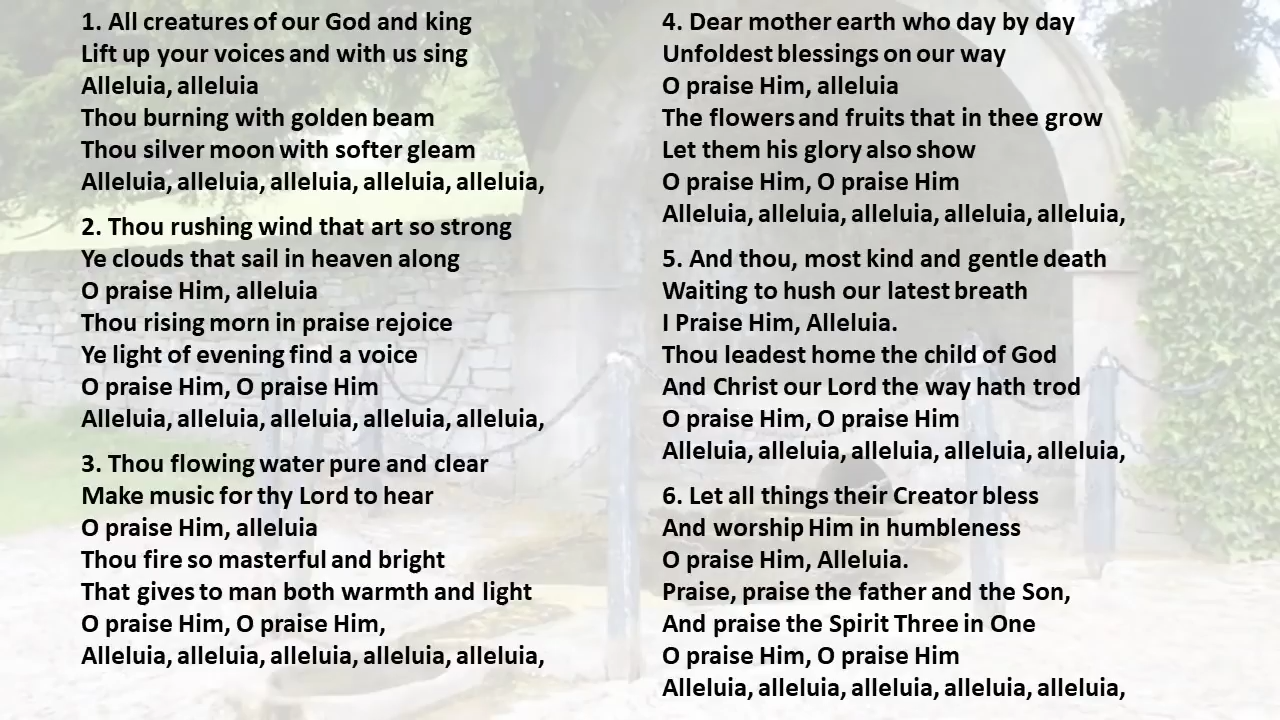 1. All creatures of our God and king
Lift up your voices and with us sing
Alleluia, alleluia
Thou burning with golden beam
Thou silver moon with softer gleam
Alleluia, alleluia, alleluia, alleluia, alleluia,
2. Thou rushing wind that art so strong
Ye clouds that sail in heaven along
O praise Him, alleluia
Thou rising morn in praise rejoice
Ye light of evening find a voice
O praise Him, O praise Him
Alleluia, alleluia, alleluia, alleluia, alleluia,
3. Thou flowing water pure and clear
Make music for thy Lord to hear
O praise Him, alleluia
Thou fire so masterful and bright
That gives to man both warmth and light
O praise Him, O praise Him,
Alleluia, alleluia, alleluia, alleluia, alleluia,
4. Dear mother earth who day by day
Unfoldest blessings on our way
O praise Him, alleluia
The flowers and fruits that in thee grow
Let them his glory also show
O praise Him, O praise Him
Alleluia, alleluia, alleluia, alleluia, alleluia,
5. And thou, most kind and gentle death
Waiting to hush our latest breath
I Praise Him, Alleluia.
Thou leadest home the child of God
And Christ our Lord the way hath trod
O praise Him, O praise Him
Alleluia, alleluia, alleluia, alleluia, alleluia,
6. Let all things their Creator bless
And worship Him in humbleness
O praise Him, Alleluia.
Praise, praise the father and the Son,
And praise the Spirit Three in One
O praise Him, O praise Him
Alleluia, alleluia, alleluia, alleluia, alleluia,